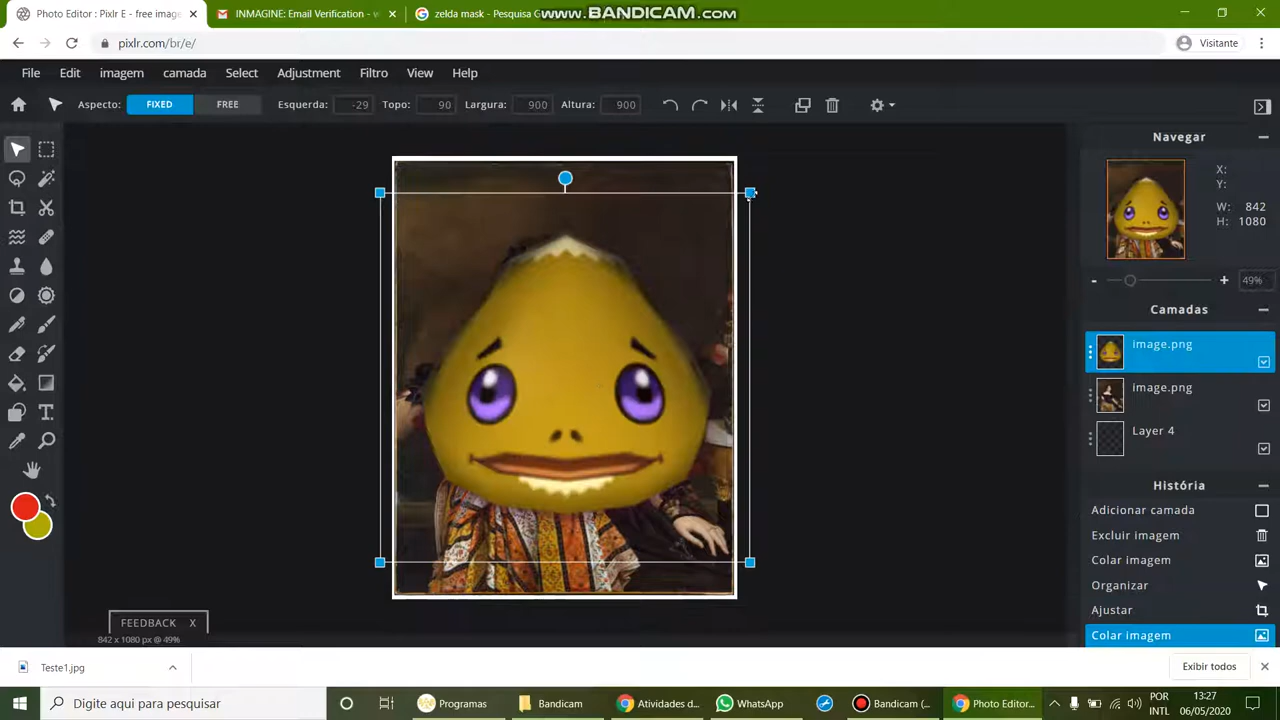 Photo Editor : Pixlr E - free imag
INMAGINE: Email Verification -
zelda mask - Pesquisa G
www.BANDICAM.com
pixlr.com/br/e/
Visitante
File Edit imagem camada Select Adjustment Filtro View Help
Aspecto: FIXED FREE Esquerda: -29 Topo: 90 Largura: 900 Altura: 900
Navegar
X:
Y:
W: 842
H: 1080
49%
Camadas
image.png
image.png
Layer 4
História
Adicionar camada
Excluir imagem
Colar imagem
Organizar
Ajustar
Colar imagem
FEEDBACK X
842 x 1080 px @ 49%
Teste1.jpg
Exibir todos
Digite aqui para pesquisar
Programas
Bandicam
Atividades d...
WhatsApp
Bandicam (...
Photo Editor...
POR
INTL
13:27
06/05/2020